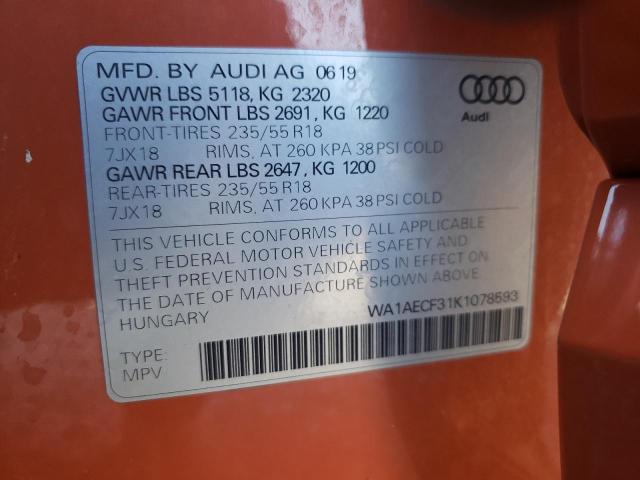 MFD. BY AUDI AG 0619
GVWR LBS 5118, KG 2320
GAWR FRONT LBS 2691, KG 1220
FRONT-TIRES 235/55 R18
7JX18 RIMS, AT 260 KPA 38 PSI COLD
GAWR REAR LBS 2647, KG 1200
REAR-TIRES 235/55 R18
7JX18 RIMS, AT 260 KPA 38 PSI COLD
Audi
THIS VEHICLE CONFORMS TO ALL APPLICABLE
U.S. FEDERAL MOTOR VEHICLE SAFETY AND
THEFT PREVENTION STANDARDS IN EFFECT ON
THE DATE OF MANUFACTURE SHOWN ABOVE
HUNGARY
WA1AECF31K1078593
TYPE:
MPV